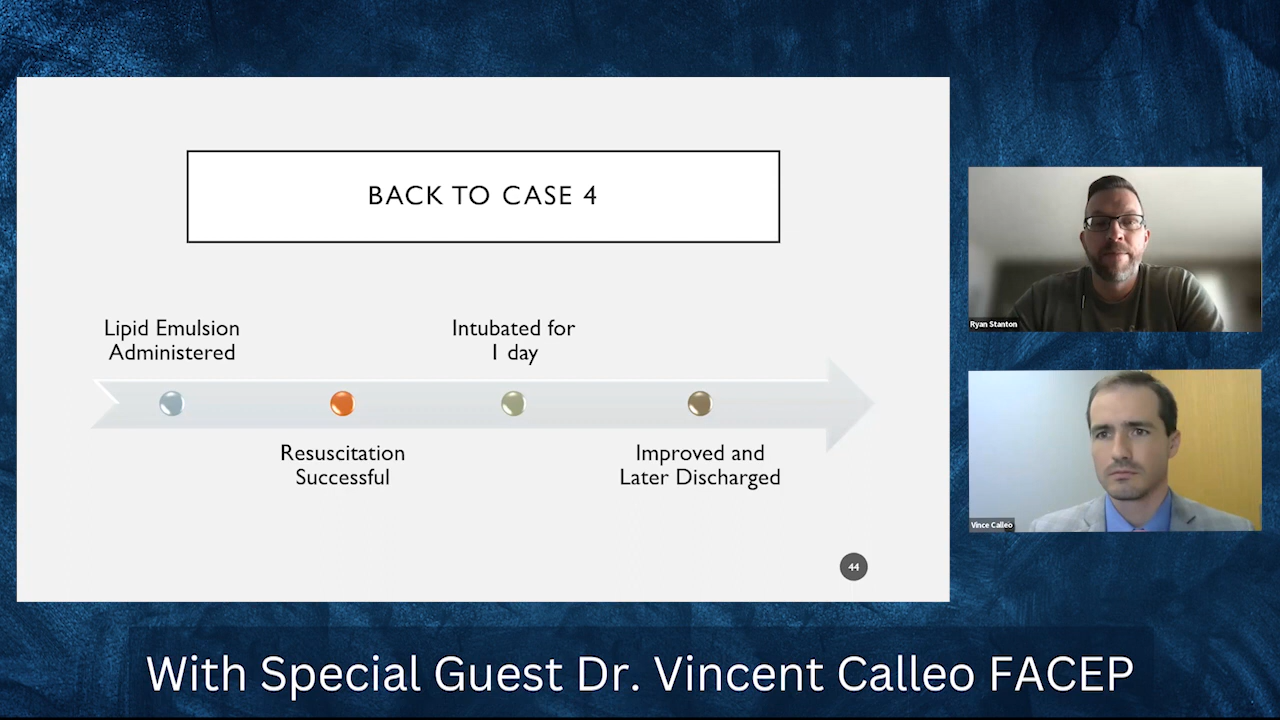 BACK TO CASE 4
Lipid Emulsion
Administered
Resuscitation
Successful
Intubated for
1 day
Improved and
Later Discharged
44
Ryan Stanton
Vince Calleo
With Special Guest Dr. Vincent Calleo FACEP